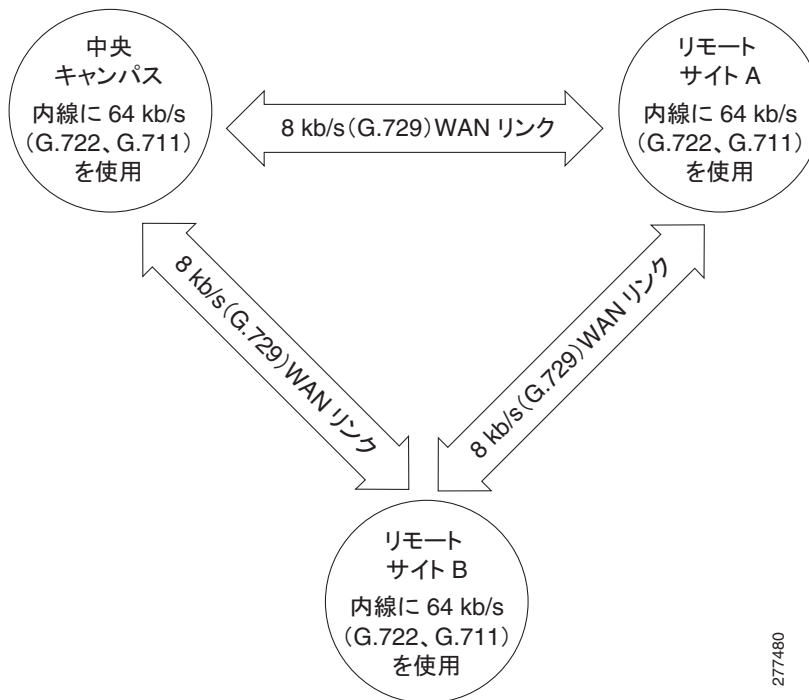 中央
キャンパス
内線に 64 kb/s
(G.722、G.711)
を使用
8 kb/s(G.729)WAN リンク
リモート
サイト A
内線に 64 kb/s
(G.722、G.711)
を使用
8 kb/s(G.729)WAN リンク
8 kb/s(G.729)WAN リンク
リモート
サイト B
内線に 64 kb/s
(G.722、G.711)
を使用
277480